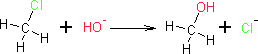 Cl OH
H C H H + HO⁻ → H C H H + Cl⁻